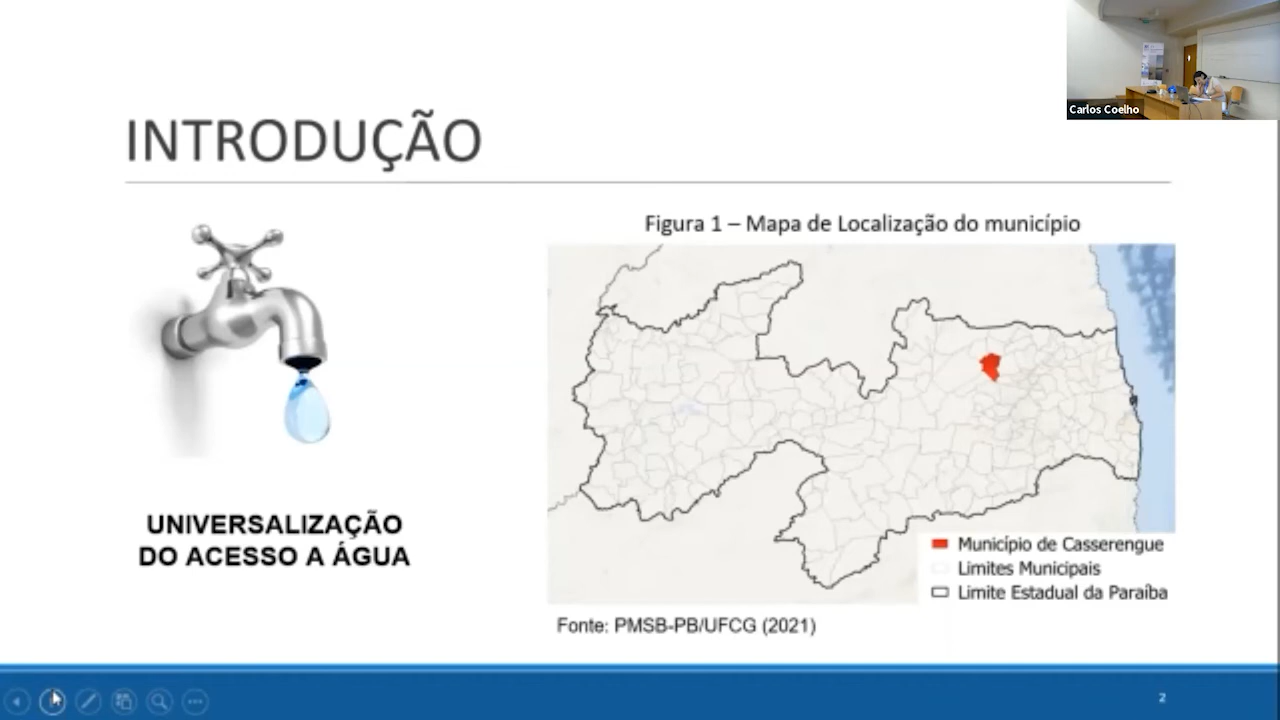 Carlos Coelho
INTRODUÇÃO
Figura 1 – Mapa de Localização do município
UNIVERSALIZAÇÃO
DO ACESSO A ÁGUA
Município de Casserengue
Limites Municipais
Limite Estadual da Paraíba
Fonte: PMSB-PB/UFCG (2021)
2